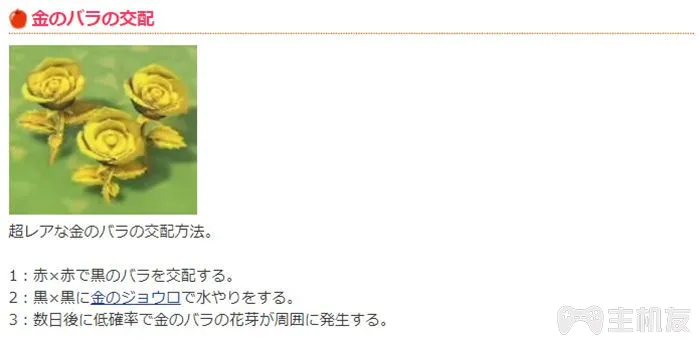 金のバラの交配
超レアな金のバラの交配方法。
1：赤×赤で黒のバラを交配する。
2：黒×黒に金のジョウロで水やりをする。
3：数日後に低確率で金のバラの花芽が周囲に発生する。
主机友